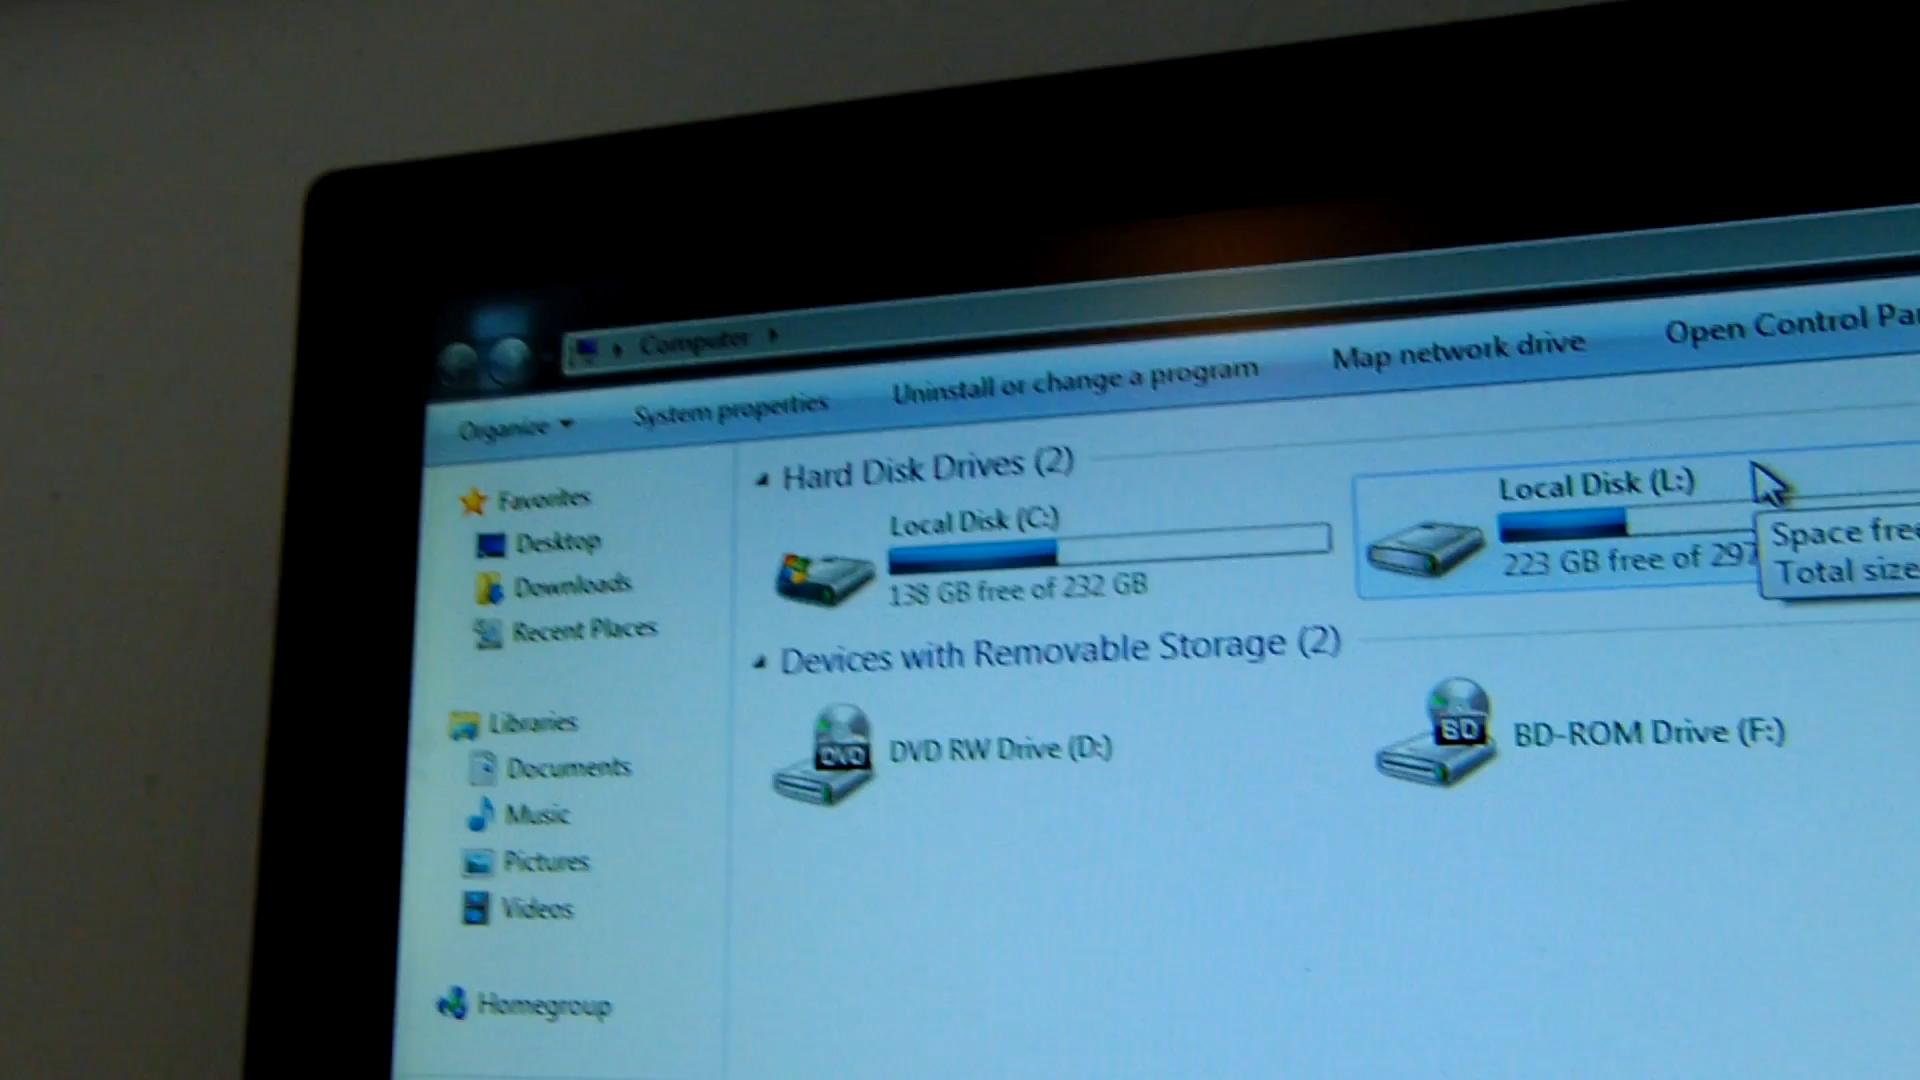 Computer
Organize
System properties
Uninstall or change a program
Map network drive
Open Control
Favorites
Desktop
Downloads
Recent Places
Libraries
Documents
Music
Pictures
Videos
Homegroup
Hard Disk Drives (2)
Local Disk (C:)
138 GB free of 232 GB
Local Disk (L:)
223 GB free of 297
Space free
Total size
Devices with Removable Storage (2)
DVD
DVD RW Drive (D:)
BD
BD-ROM Drive (F:)